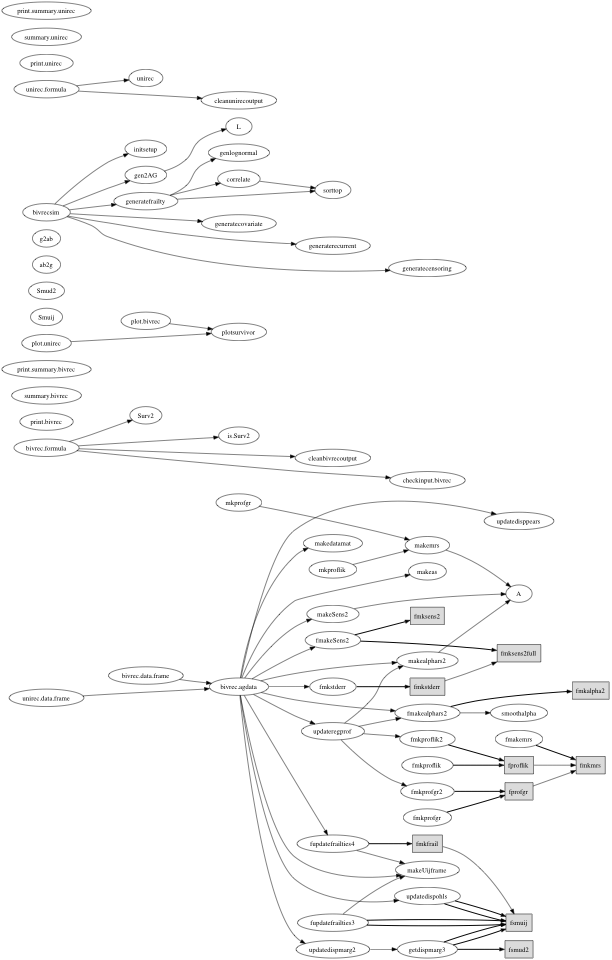 print.summary.unirec
summary.unirec
print.unirec
unirec
unirec.formula
cleanunirecoutput
L
initsetup
genlognormal
gen2AG
correlate
sorttop
generatefrailty
bivrecsim
generatecovariate
g2ab
generaterecurrent
ab2g
generatecensoring
Smud2
Smuij
plot.bivrec
plotsurvivor
plot.unirec
print.summary.bivrec
summary.bivrec
Surv2
print.bivrec
is.Surv2
bivrec.formula
cleanbivrecoutput
checkinput.bivrec
mkprofgr
updatedisppears
makedatamat
makemrs
mkproflik
makeas
A
makeSens2
fmksens2
fmakeSens2
fmksens2full
makealphars2
bivrec.data.frame
bivrec.agdata
fmkstderr
fmkstderr
fmkalpha2
unirec.data.frame
fmakealphars2
smoothalpha
updateregprof
fmkproflik2
fmakemrs
fmkproflik
fproflik
fmkmrs
fmkprofgr2
fprofgr
fmkprofgr
fupdatefrailties4
fmkfrail
makeUijframe
updatedispohls
fupdatefrailties3
fsmuij
updatedispmarg2
getdispmarg3
fsmud2